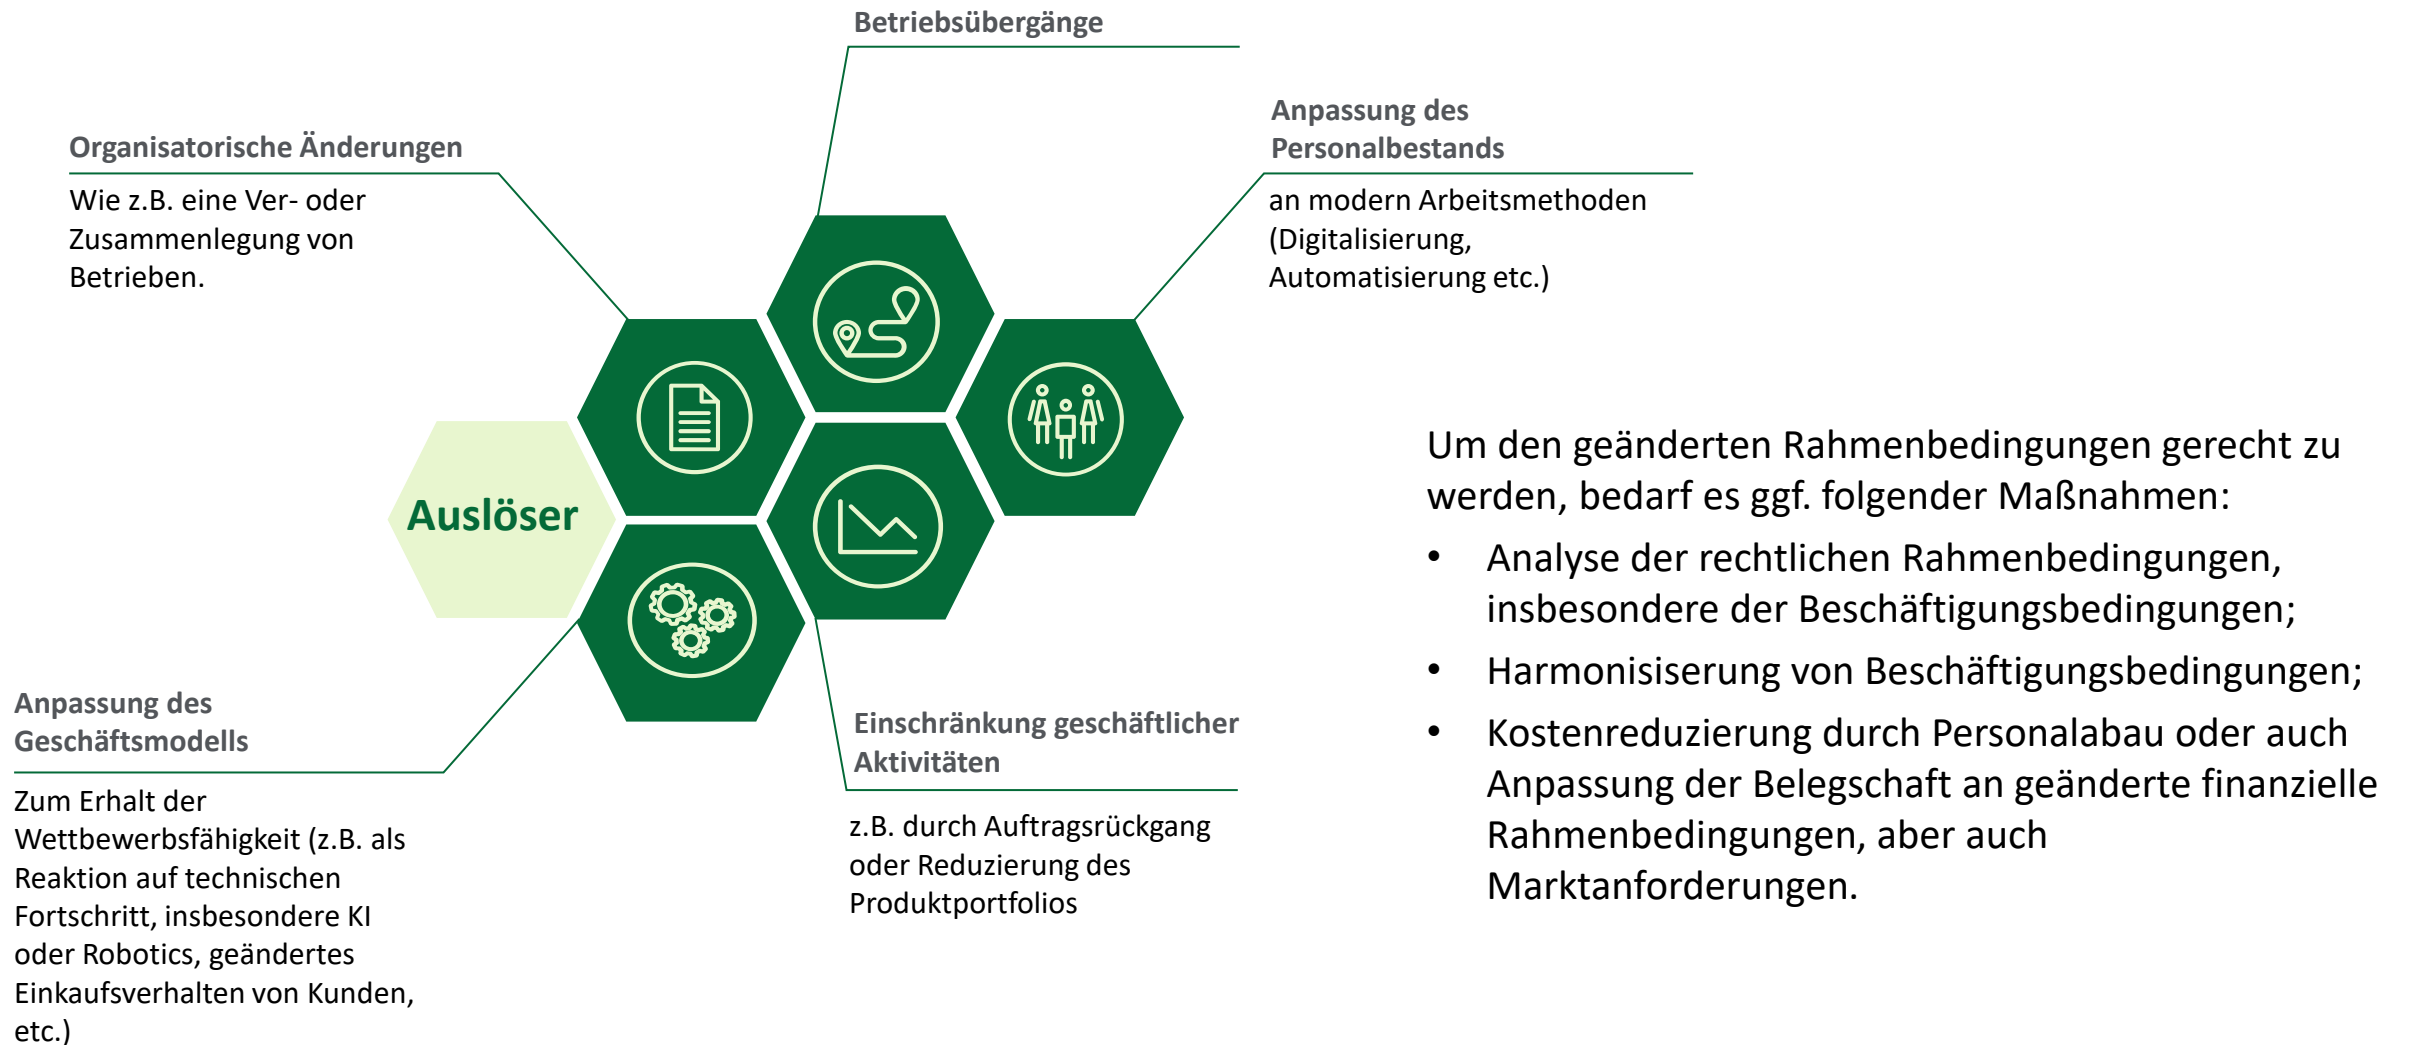 Betriebsübergänge
Organisatorische Änderungen
Wie z.B. eine Ver- oder
Zusammenlegung von
Betrieben.
Anpassung des
Personalbestands
an modern Arbeitsmethoden
(Digitalisierung,
Automatisierung etc.)
Auslöser
Anpassung des
Geschäftsmodells
Zum Erhalt der
Wettbewerbsfähigkeit (z.B. als
Reaktion auf technischen
Fortschritt, insbesondere KI
oder Robotics, geändertes
Einkaufsverhalten von Kunden,
etc.)
Einschränkung geschäftlicher
Aktivitäten
z.B. durch Auftragsrückgang
oder Reduzierung des
Produktportfolios
Um den geänderten Rahmenbedingungen gerecht zu
werden, bedarf es ggf. folgender Maßnahmen:
• Analyse der rechtlichen Rahmenbedingungen,
insbesondere der Beschäftigungsbedingungen;
• Harmonisiserung von Beschäftigungsbedingungen;
• Kostenreduzierung durch Personalabau oder auch
Anpassung der Belegschaft an geänderte finanzielle
Rahmenbedingungen, aber auch
Marktanforderungen.